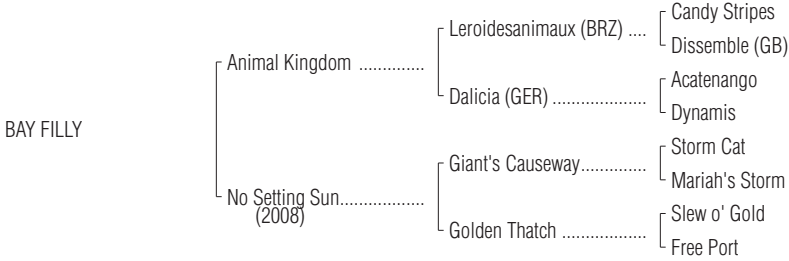 Candy Stripes
Leroidesanimaux (BRZ) ....
Dissemble (GB)
Animal Kingdom ..............
Acatenango
Dalicia (GER) ....................
Dynamis
BAY FILLY
Storm Cat
Giant's Causeway..............
Mariah's Storm
No Setting Sun..................
(2008)
Slew o' Gold
Golden Thatch ..................
Free Port